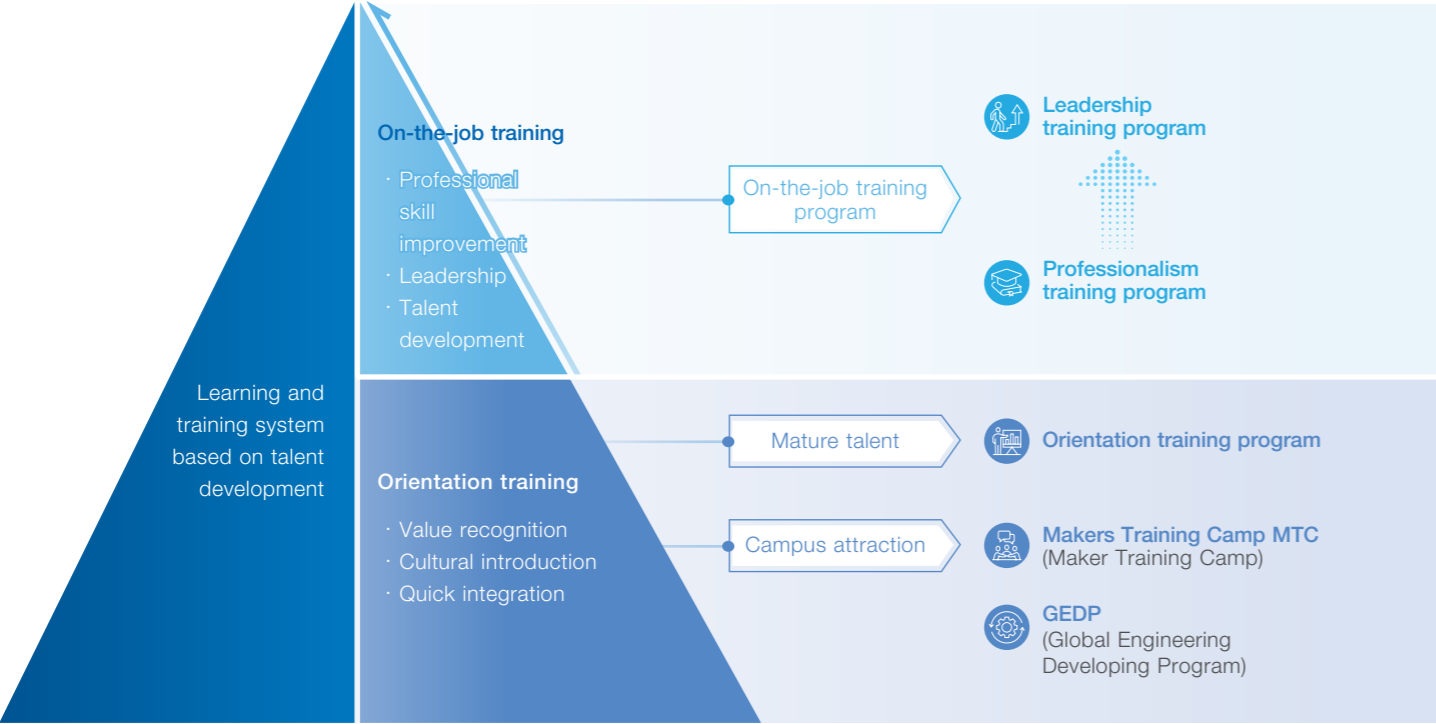 Learning and
training system
based on talent
development
On-the-job training
· Professional
skill
improvement
· Leadership
· Talent
development
On-the-job training
program
Leadership
training program
Professionalism
training program
Orientation training
· Value recognition
· Cultural introduction
· Quick integration
Mature talent
Orientation training program
Campus attraction
Makers Training Camp MTC
(Maker Training Camp)
GEDP
(Global Engineering
Developing Program)